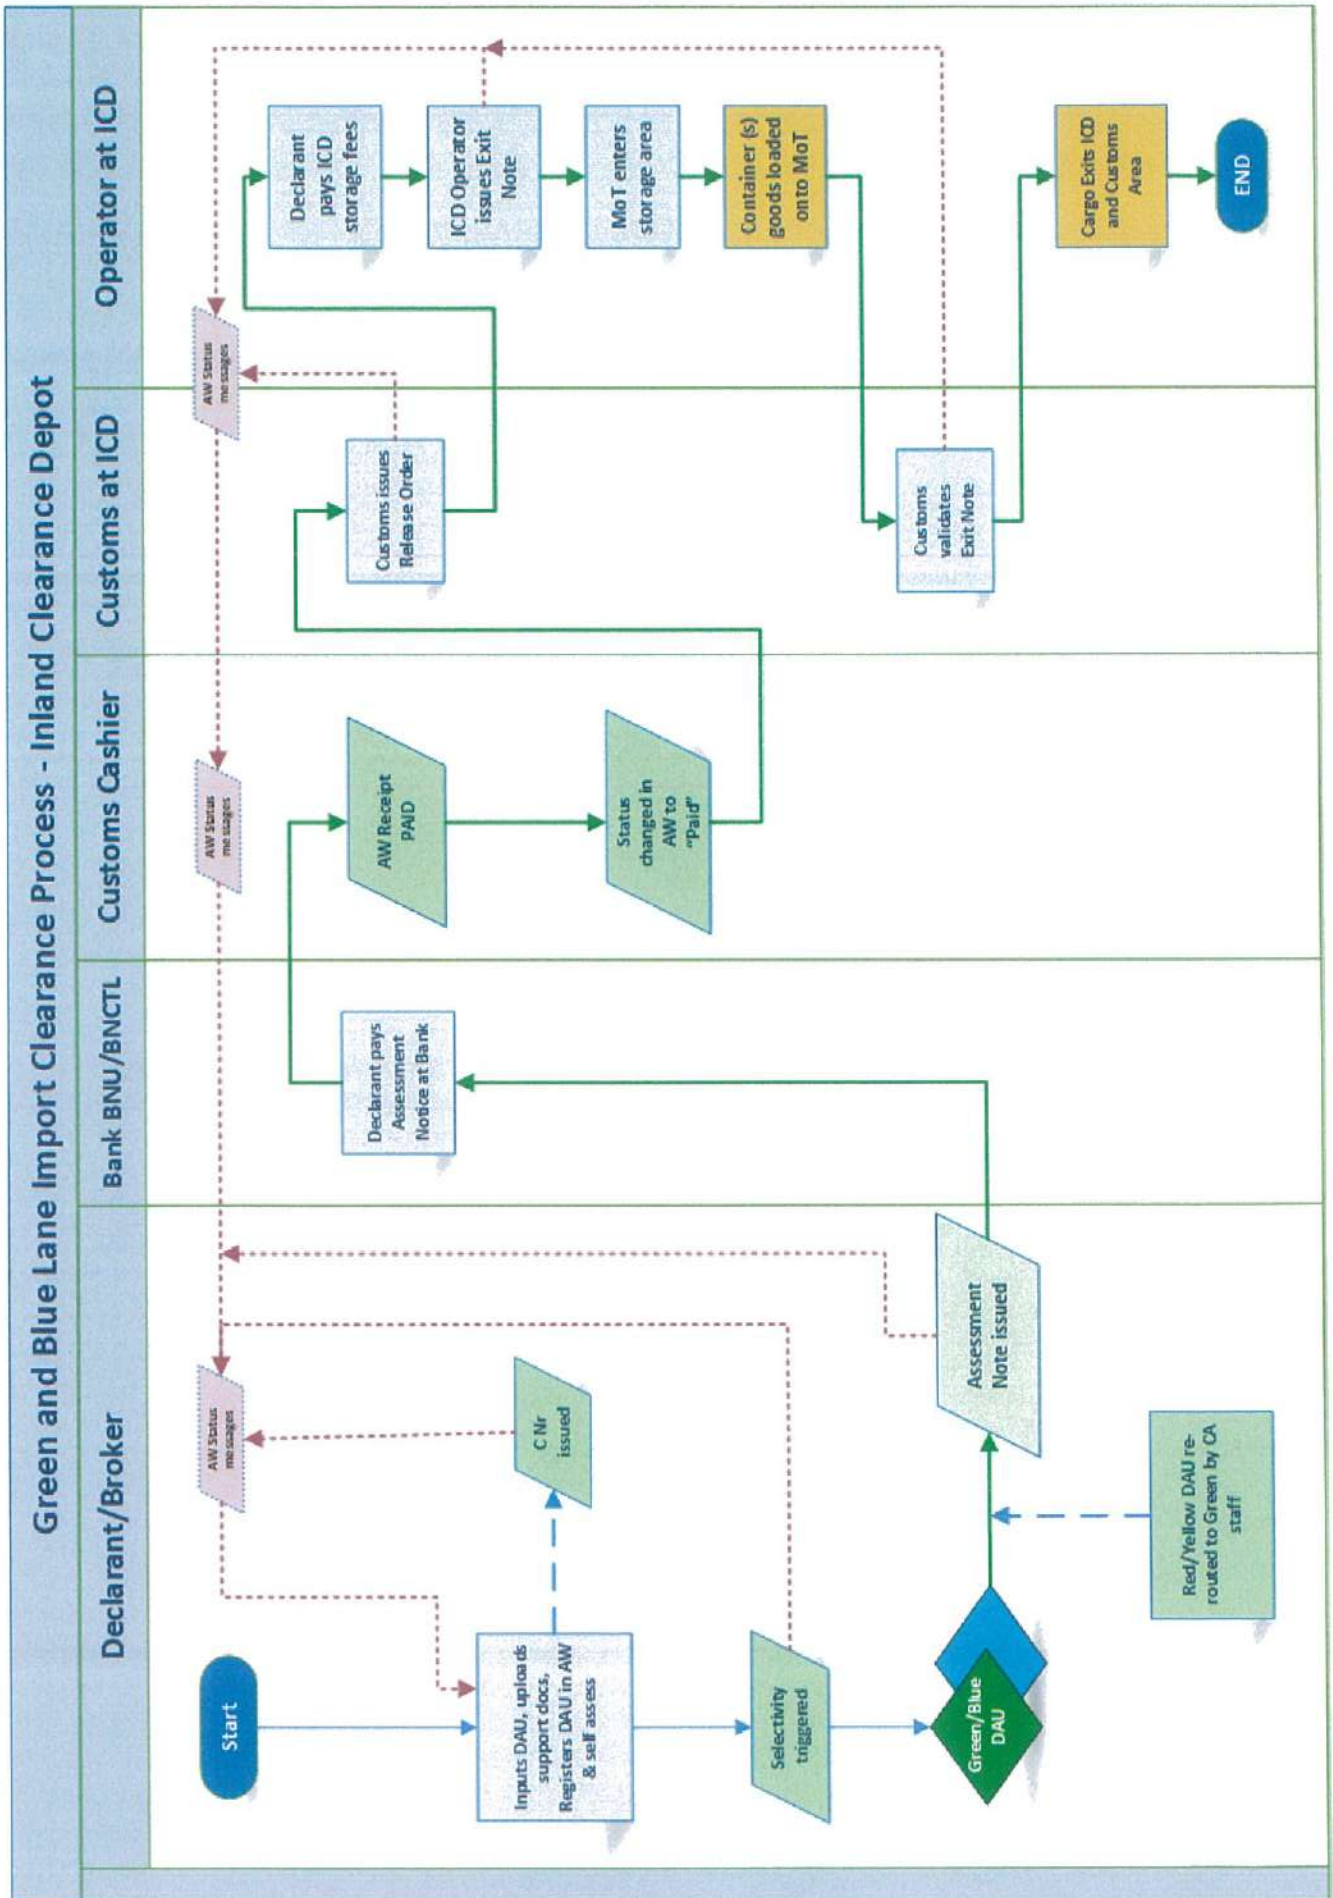 Green and Blue Lane Import Clearance Process - Inland Clearance Depot
Declarant/Broker
Bank BNU/BNCTL
Customs Cashier
Customs at ICD
Operator at ICD
Start
Inputs DAU, uploads
support docs,
Registers DAU in AW
& self assess
Selectivity
triggered
Green/Blue
DAU
AW Status
messages
C Nr
issued
Assessment
Note issued
Red/Yellow DAU re-
routed to Green by CA
staff
Declarant pays
Assessment
Notice at Bank
AW Status
messages
AW Receipt
PAID
Status
changed in
AW to
"Paid"
AW Status
messages
Customs issues
Release Order
Customs
validates
Exit Note
Declarant
pays ICD
storage fees
ICD Operator
issues Exit
Note
MoT enters
storage area
Container (s)
goods loaded
onto MoT
Cargo Exits ICD
and Customs
Area
END